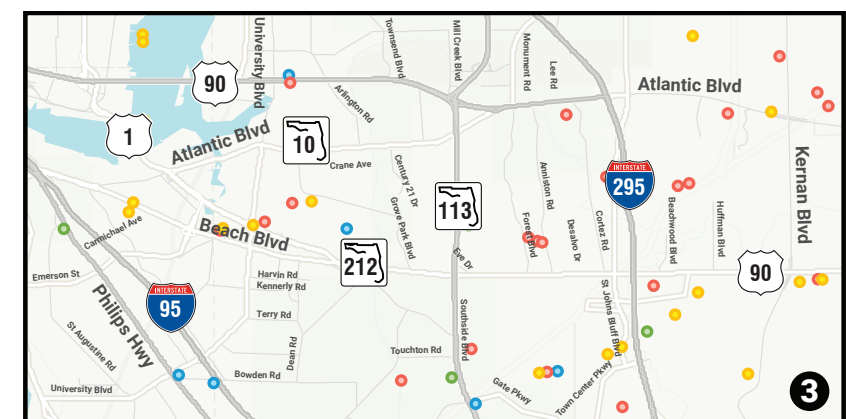 University Blvd
Townsend Blvd
Mill Creek Blvd
Monument Rd
Lee Rd
90
Atlantic Blvd
Arlington Rd
1
Atlantic Blvd
10
Crane Ave
Century 21 Dr
Grove Park Blvd
113
Eve Dr
Forest Blvd
Anniston Rd
Desalvo Dr
Cortez Rd
INTERSTATE
295
Beachwood Blvd
Huffman Blvd
Kernan Blvd
Carmichael Ave
Beach Blvd
212
90
Emerson St
Harvin Rd
Kennerly Rd
INTERSTATE
95
Philips Hwy
Terry Rd
St Augustine Rd
Dean Rd
Touchton Rd
Southside Blvd
St Johns Bluff Rd
Bowden Rd
University Blvd
Gate Pkwy
Town Center Pkwy
3